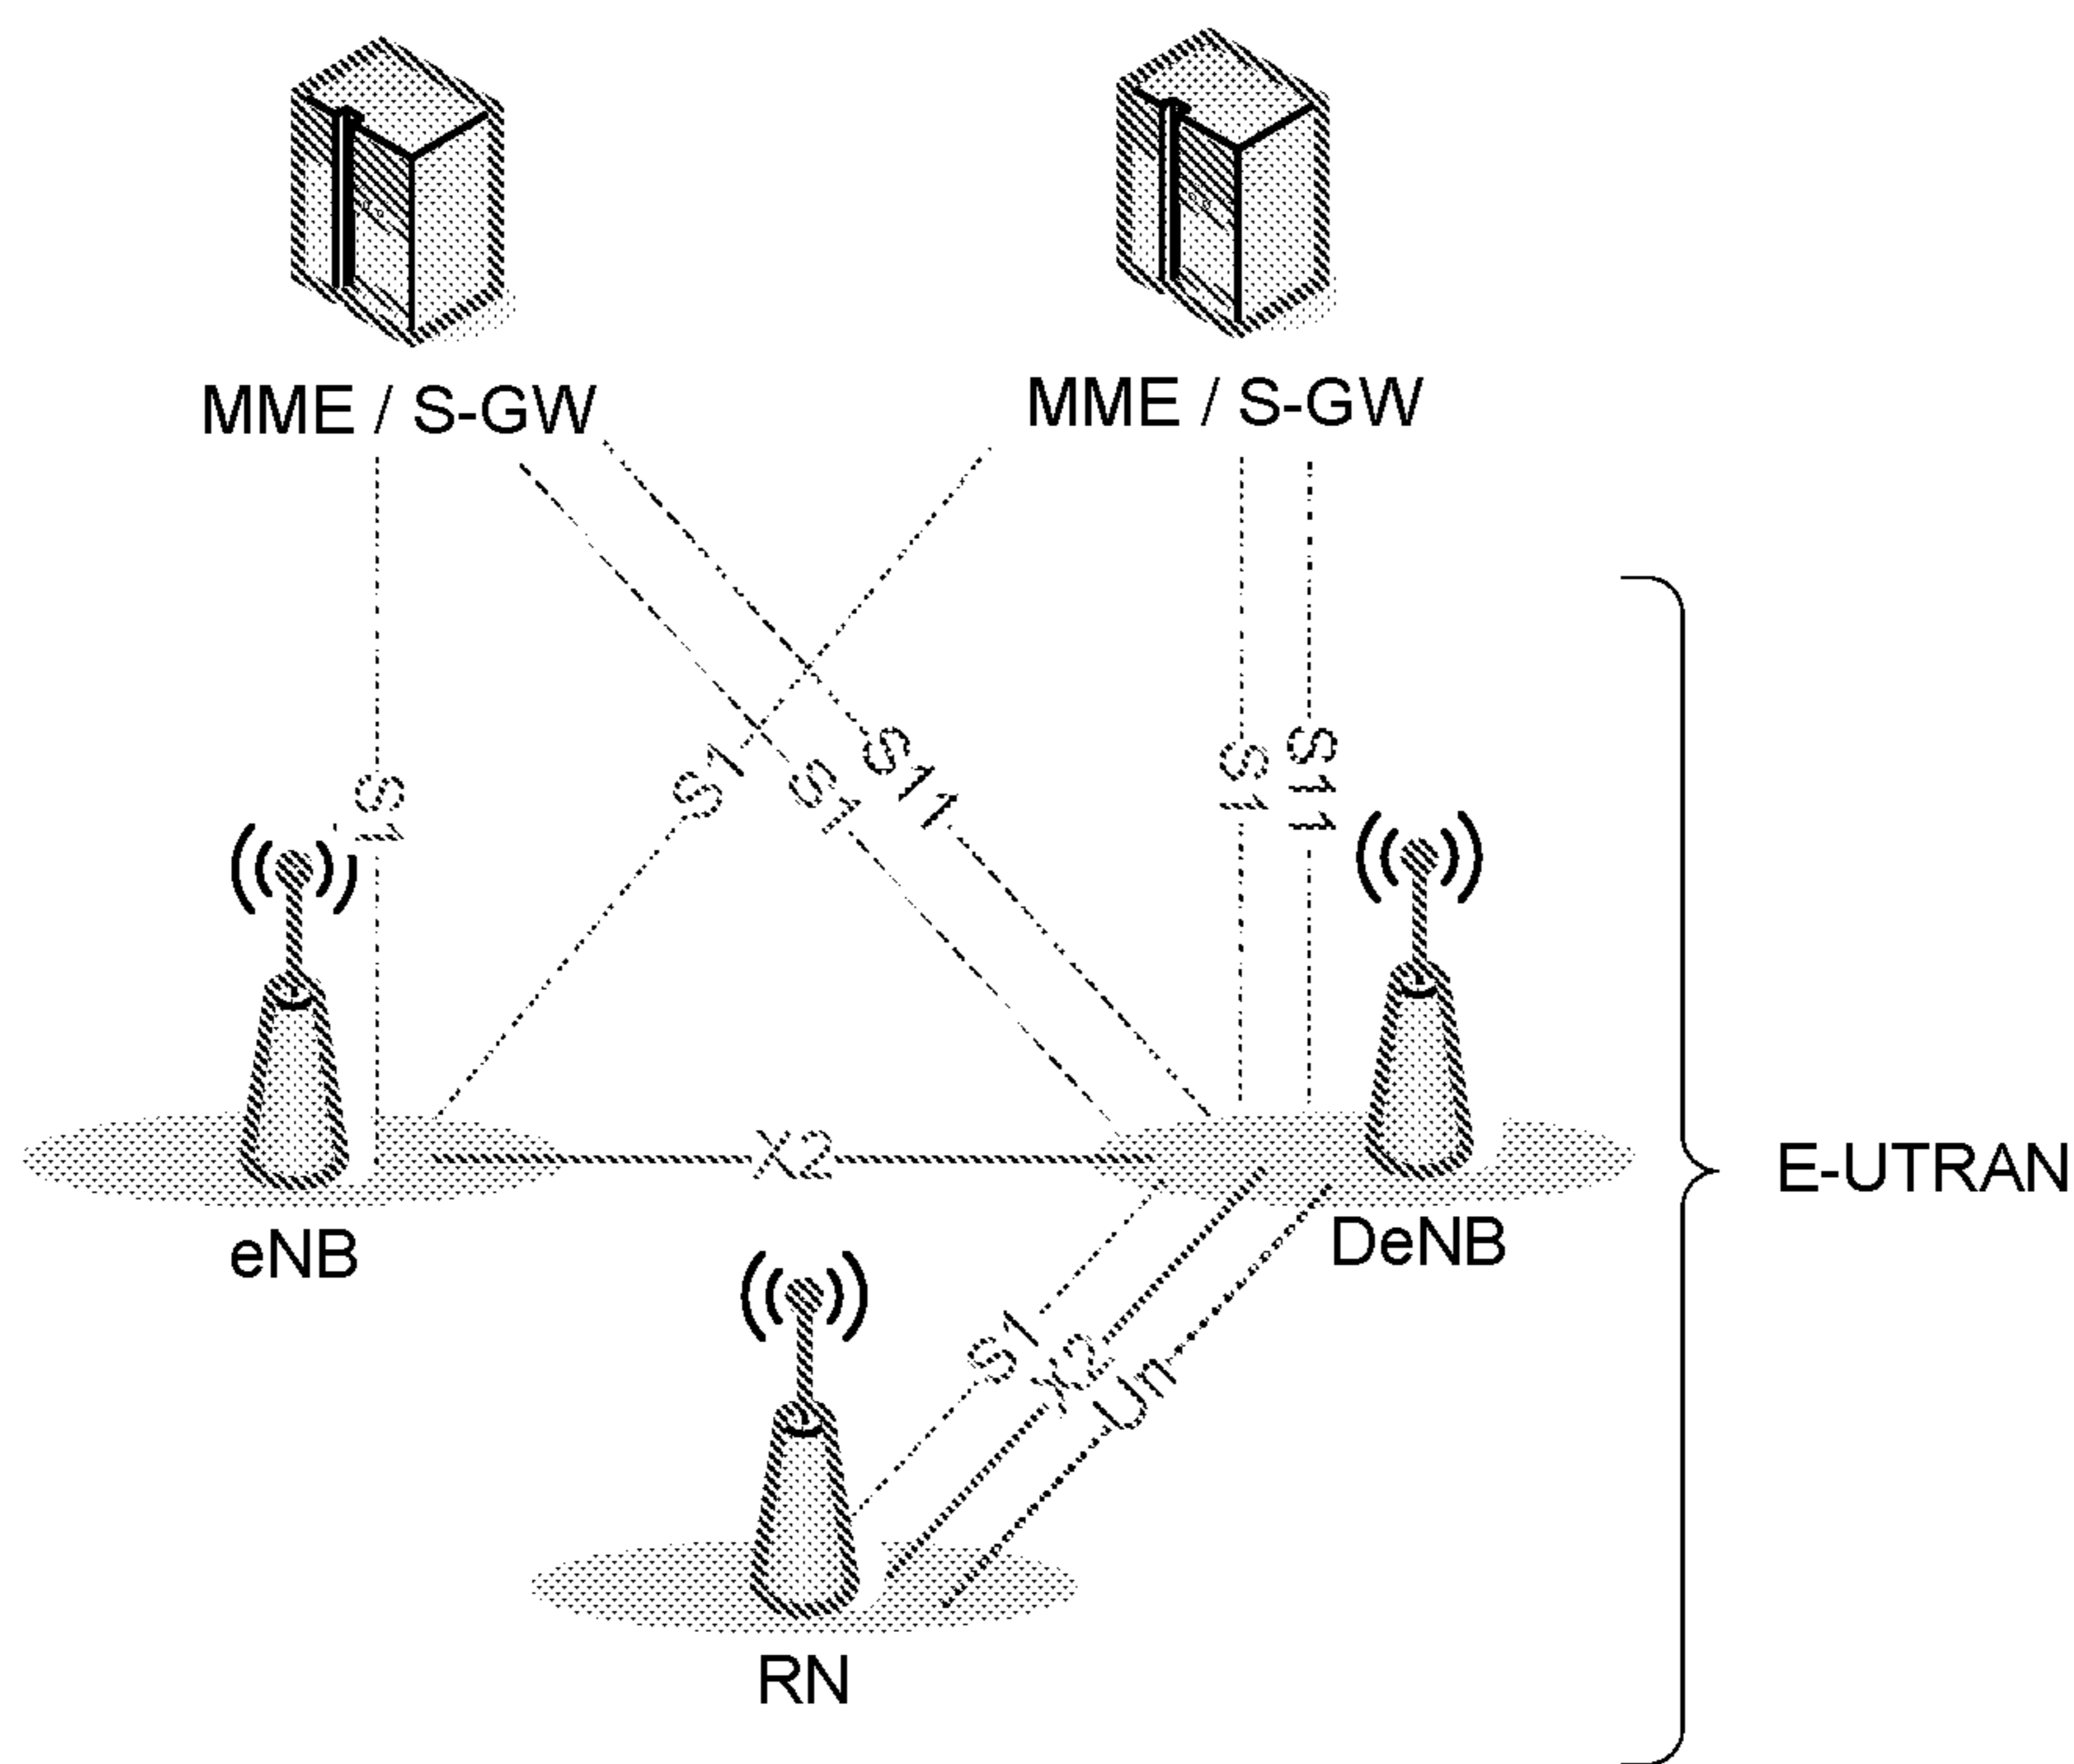 MME / S-GW
MME / S-GW
S1
S1
S1
S11
S1
S11
X2
E-UTRAN
eNB
DeNB
S1
X2
Un
RN